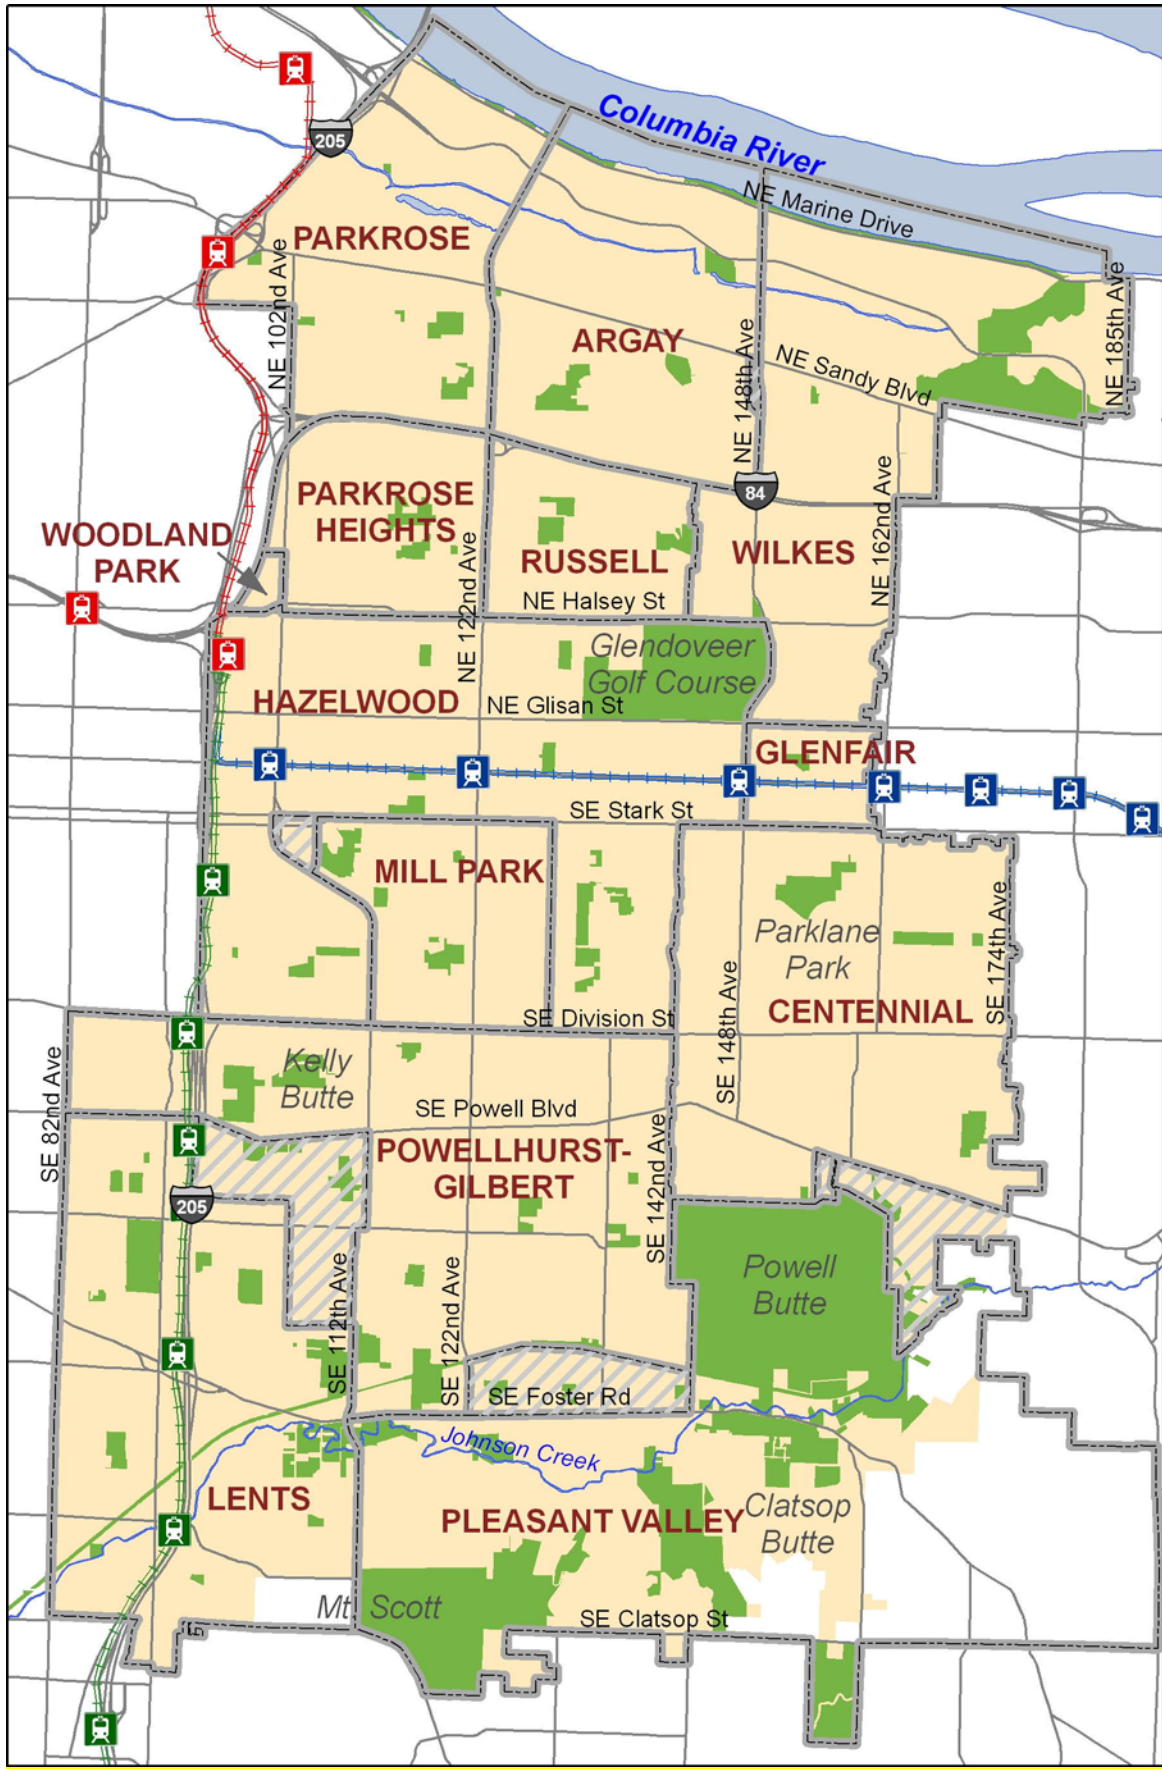 Columbia River
205
NE Marine Drive
PARKROSE
NE 102nd Ave
NE 185th Ave
ARGAY
NE 148th Ave
NE Sandy Blvd
84
PARKROSE
HEIGHTS
WOODLAND
PARK
NE 122nd Ave
RUSSELL
WILKES
NE 162nd Ave
NE Halsey St
Glendoveer
Golf Course
HAZELWOOD
NE Glisan St
GLENFAIR
SE Stark St
MILL PARK
Parklane
Park
SE 174th Ave
CENTENNIAL
SE 148th Ave
SE Division St
SE 82nd Ave
Kelly
Butte
SE Powell Blvd
POWELLHURST-
GILBERT
SE 142nd Ave
205
Powell
Butte
SE 112th Ave
SE 122nd Ave
SE Foster Rd
Johnson Creek
LENTS
PLEASANT VALLEY
Clatsop
Butte
Mt Scott
SE Clatsop St